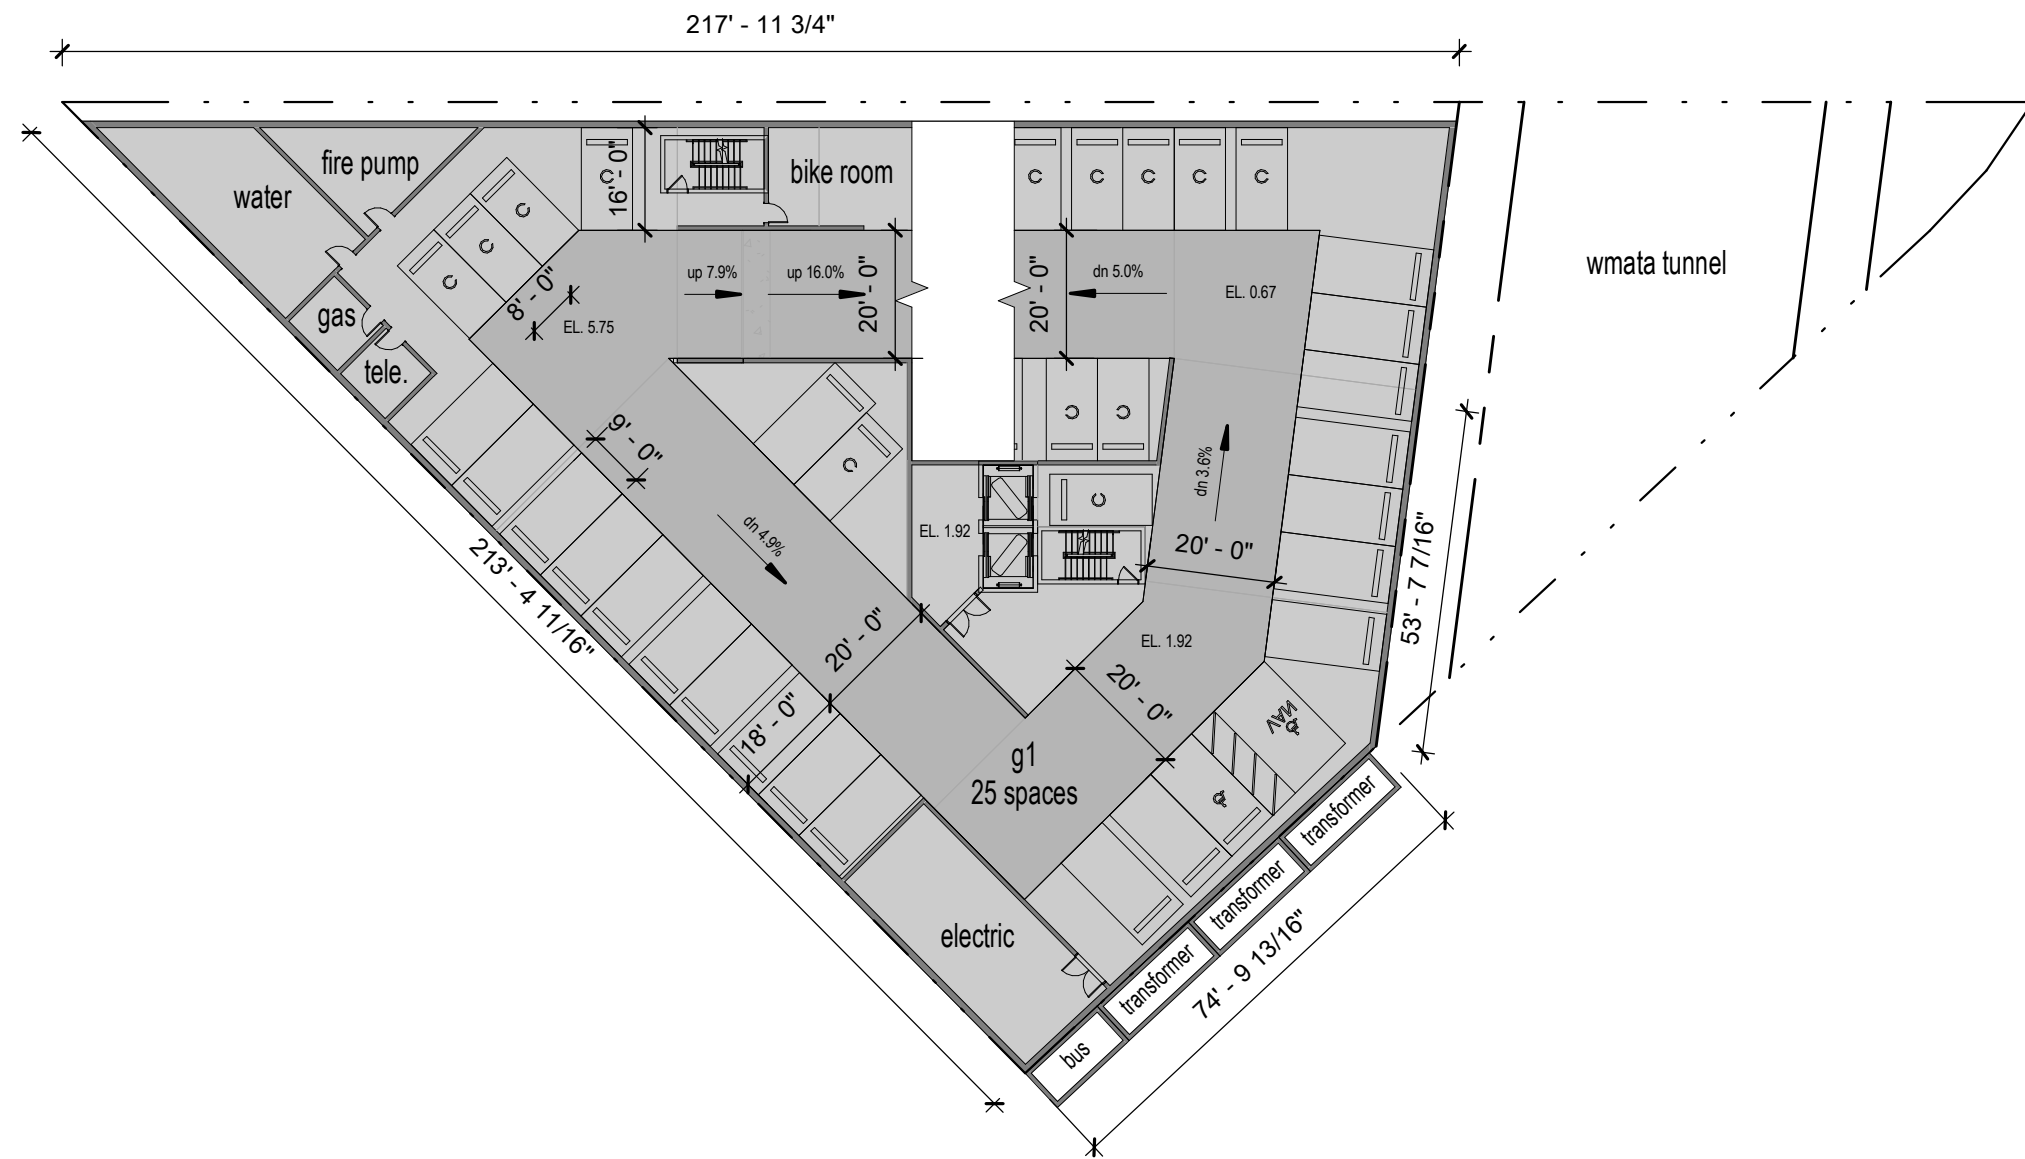 217' - 11 3/4"
fire pump
water
16' - 0"
C
C
C
C
bike room
C
C
C
C
C
wmata tunnel
up 7.9%
up 16.0%
20' - 0"
20' - 0"
dn 5.0%
EL. 0.67
8' - 0"
EL. 5.75
gas
tele.
9' - 0"
C
C
C
dn 4.9%
EL. 1.92
C
dn 3.6%
20' - 0"
53' - 7 7/16"
213' - 4 11/16"
20' - 0"
EL. 1.92
20' - 0"
18' - 0"
VAN
g1
25 spaces
transformer
transformer
transformer
bus
electric
74' - 9 13/16"